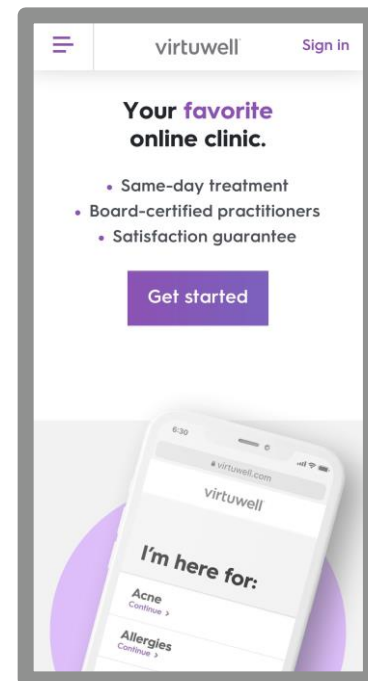 virtuwell
Sign in
Your favorite
online clinic.
• Same-day treatment
• Board-certified practitioners
• Satisfaction guarantee
Get started
6:30
virtuwell.com
virtuwell
I'm here for:
Acne
Continue >
Allergies
Continue >